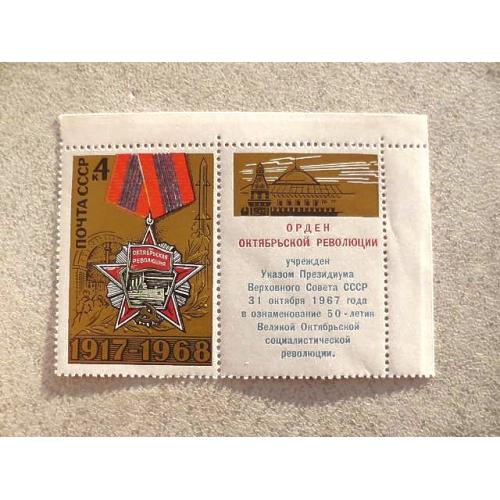 4
К
ПОЧТА СССР
ОКТЯБРЬСКАЯ
РЕВОЛЮЦИЯ
1917-1968
ОРДЕН
ОКТЯБРЬСКОЙ РЕВОЛЮЦИИ
учрежден
Указом Президиума
Верховного Совета СССР
31 октября 1967 года
в ознаменование 50-летия
Великой Октябрьской
социалистической
революции.